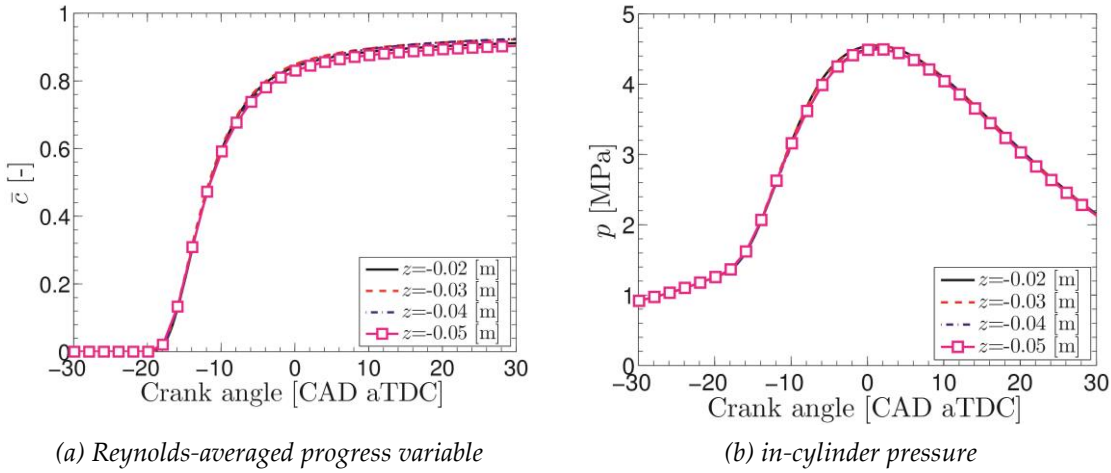 1
0.8
0.6
0.4
0.2
0
c̄ [-]
−30 −20 −10 0 10 20 30
Crank angle [CAD aTDC]
z=-0.02 [m]
z=-0.03 [m]
z=-0.04 [m]
z=-0.05 [m]
(a) Reynolds-averaged progress variable
5
4
3
2
1
0
p [MPa]
−30 −20 −10 0 10 20 30
Crank angle [CAD aTDC]
z=-0.02 [m]
z=-0.03 [m]
z=-0.04 [m]
z=-0.05 [m]
(b) in-cylinder pressure